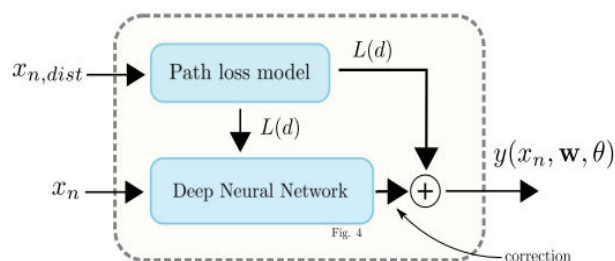 L(d)
x_{n,dist}
Path loss model
L(d)
y(x_n, w, θ)
x_n
Deep Neural Network
+
Fig. 4
correction